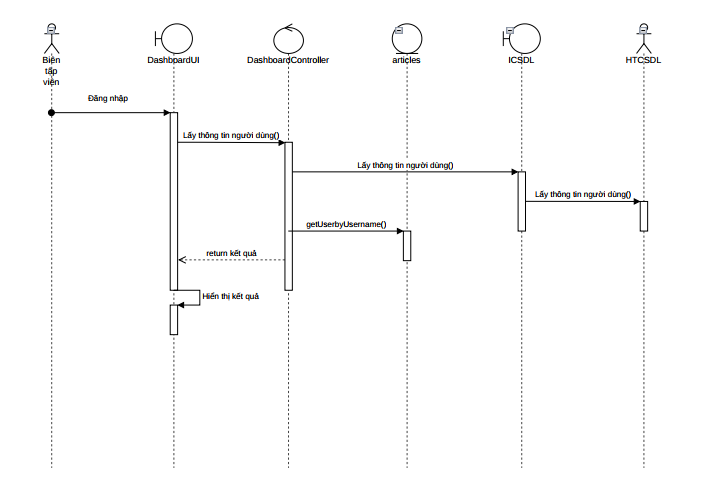 Biên
tập
viên
DashboardUI
DashboardController
articles
ICSDL
HTCSDL
Đăng nhập
Lấy thông tin người dùng()
Lấy thông tin người dùng()
Lấy thông tin người dùng()
getUserbyUsername()
return kết quả
Hiển thị kết quả